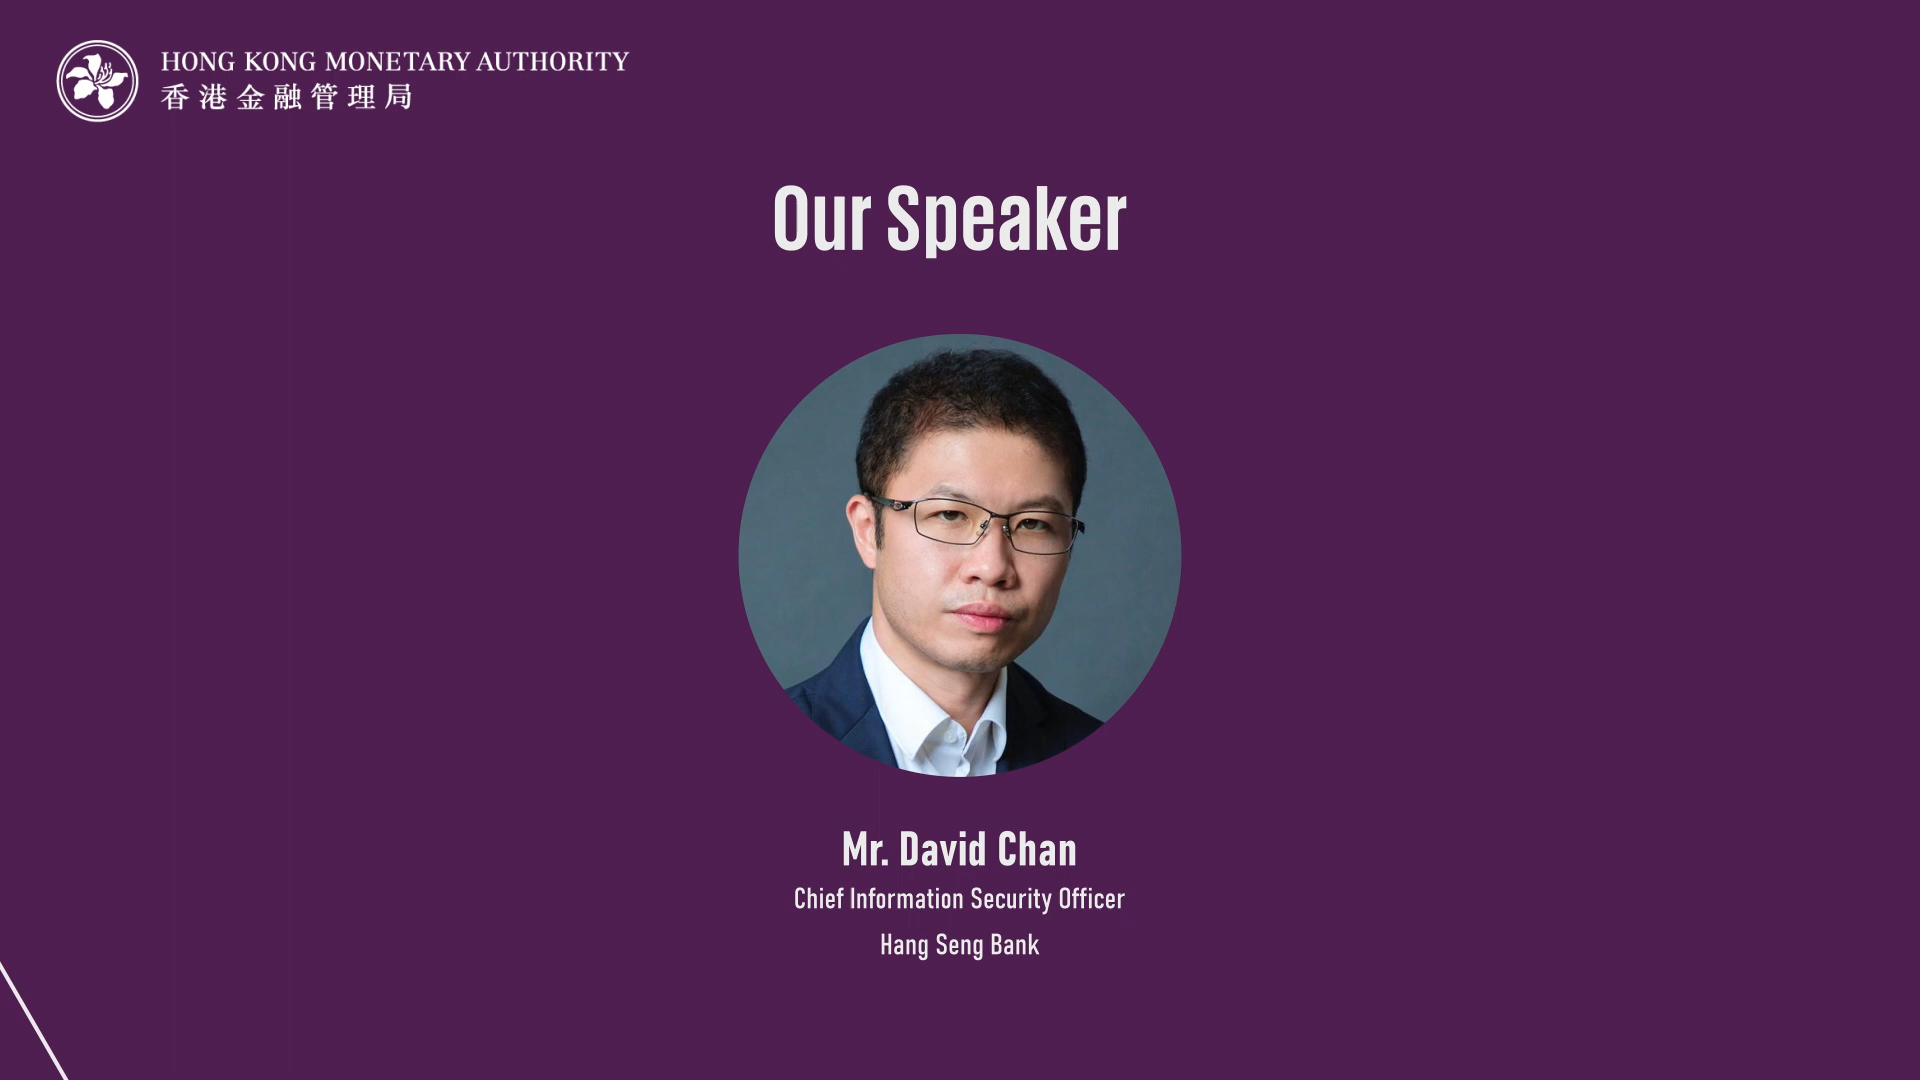 HONG KONG MONETARY AUTHORITY
香港金融管理局
Our Speaker
Mr. David Chan
Chief Information Security Officer
Hang Seng Bank